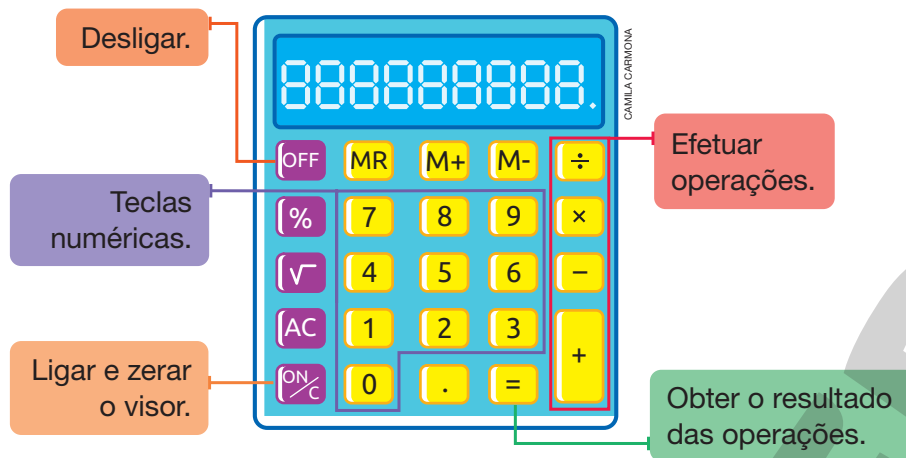 Desligar.
888888888.
CAMILA CARMONA
OFF MR M+ M- ÷
Efetuar
operações.
Teclas
numéricas.
% 7 8 9 ×
√ 4 5 6 −
AC 1 2 3
+
Ligar e zerar
o visor.
ON/C 0 . =
Obter o resultado
das operações.